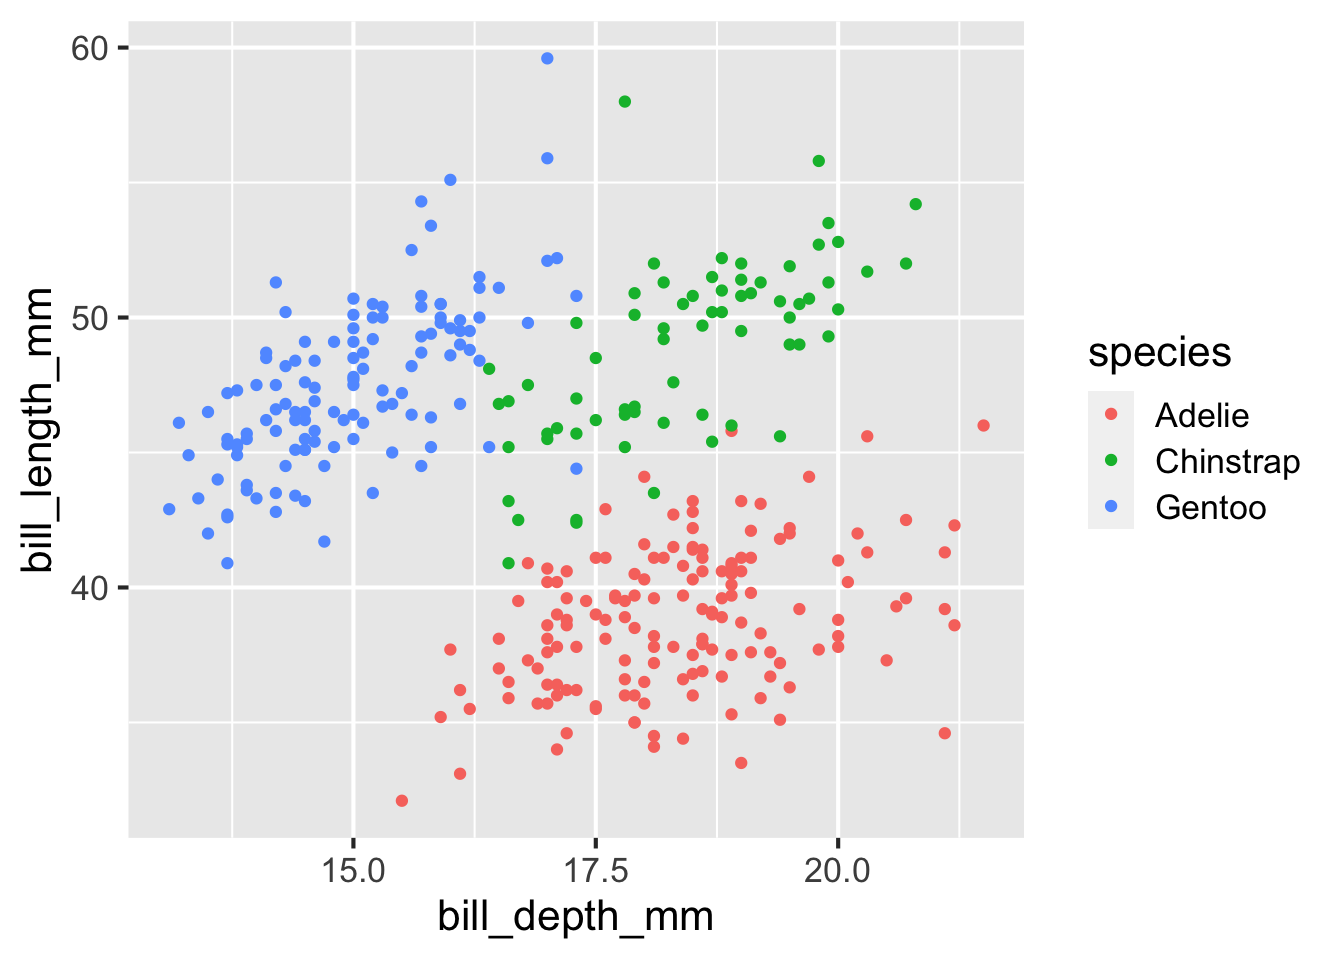 60
50
40
bill_length_mm
15.0 17.5 20.0
bill_depth_mm
species
Adelie
Chinstrap
Gentoo